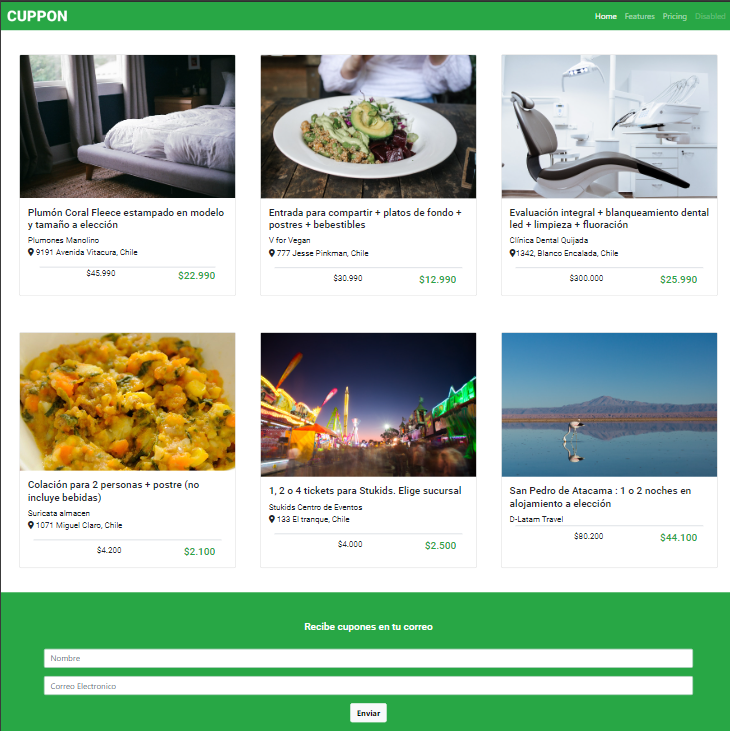 CUPPON
Home Features Pricing Disabled
Plumón Coral Fleece estampado en modelo
y tamaño a elección
Plumones Manolino
9191 Avenida Vitacura, Chile
$45.990 $22.990
Entrada para compartir + platos de fondo +
postres + bebestibles
V for Vegan
777 Jesse Pinkman, Chile
$30.990 $12.990
Evaluación integral + blanqueamiento dental
led + limpieza + fluoración
Clínica Dental Quijada
1342, Blanco Encalada, Chile
$300.000 $25.990
Colación para 2 personas + postre (no
incluye bebidas)
Suricata almacen
1071 Miguel Claro, Chile
$4.200 $2.100
1, 2 o 4 tickets para Stukids. Elige sucursal
Stukids Centro de Eventos
133 El tranque, Chile
$4.000 $2.500
San Pedro de Atacama : 1 o 2 noches en
alojamiento a elección
D-Latam Travel
$80.200 $44.100
Recibe cupones en tu correo
Nombre
Correo Electronico
Enviar